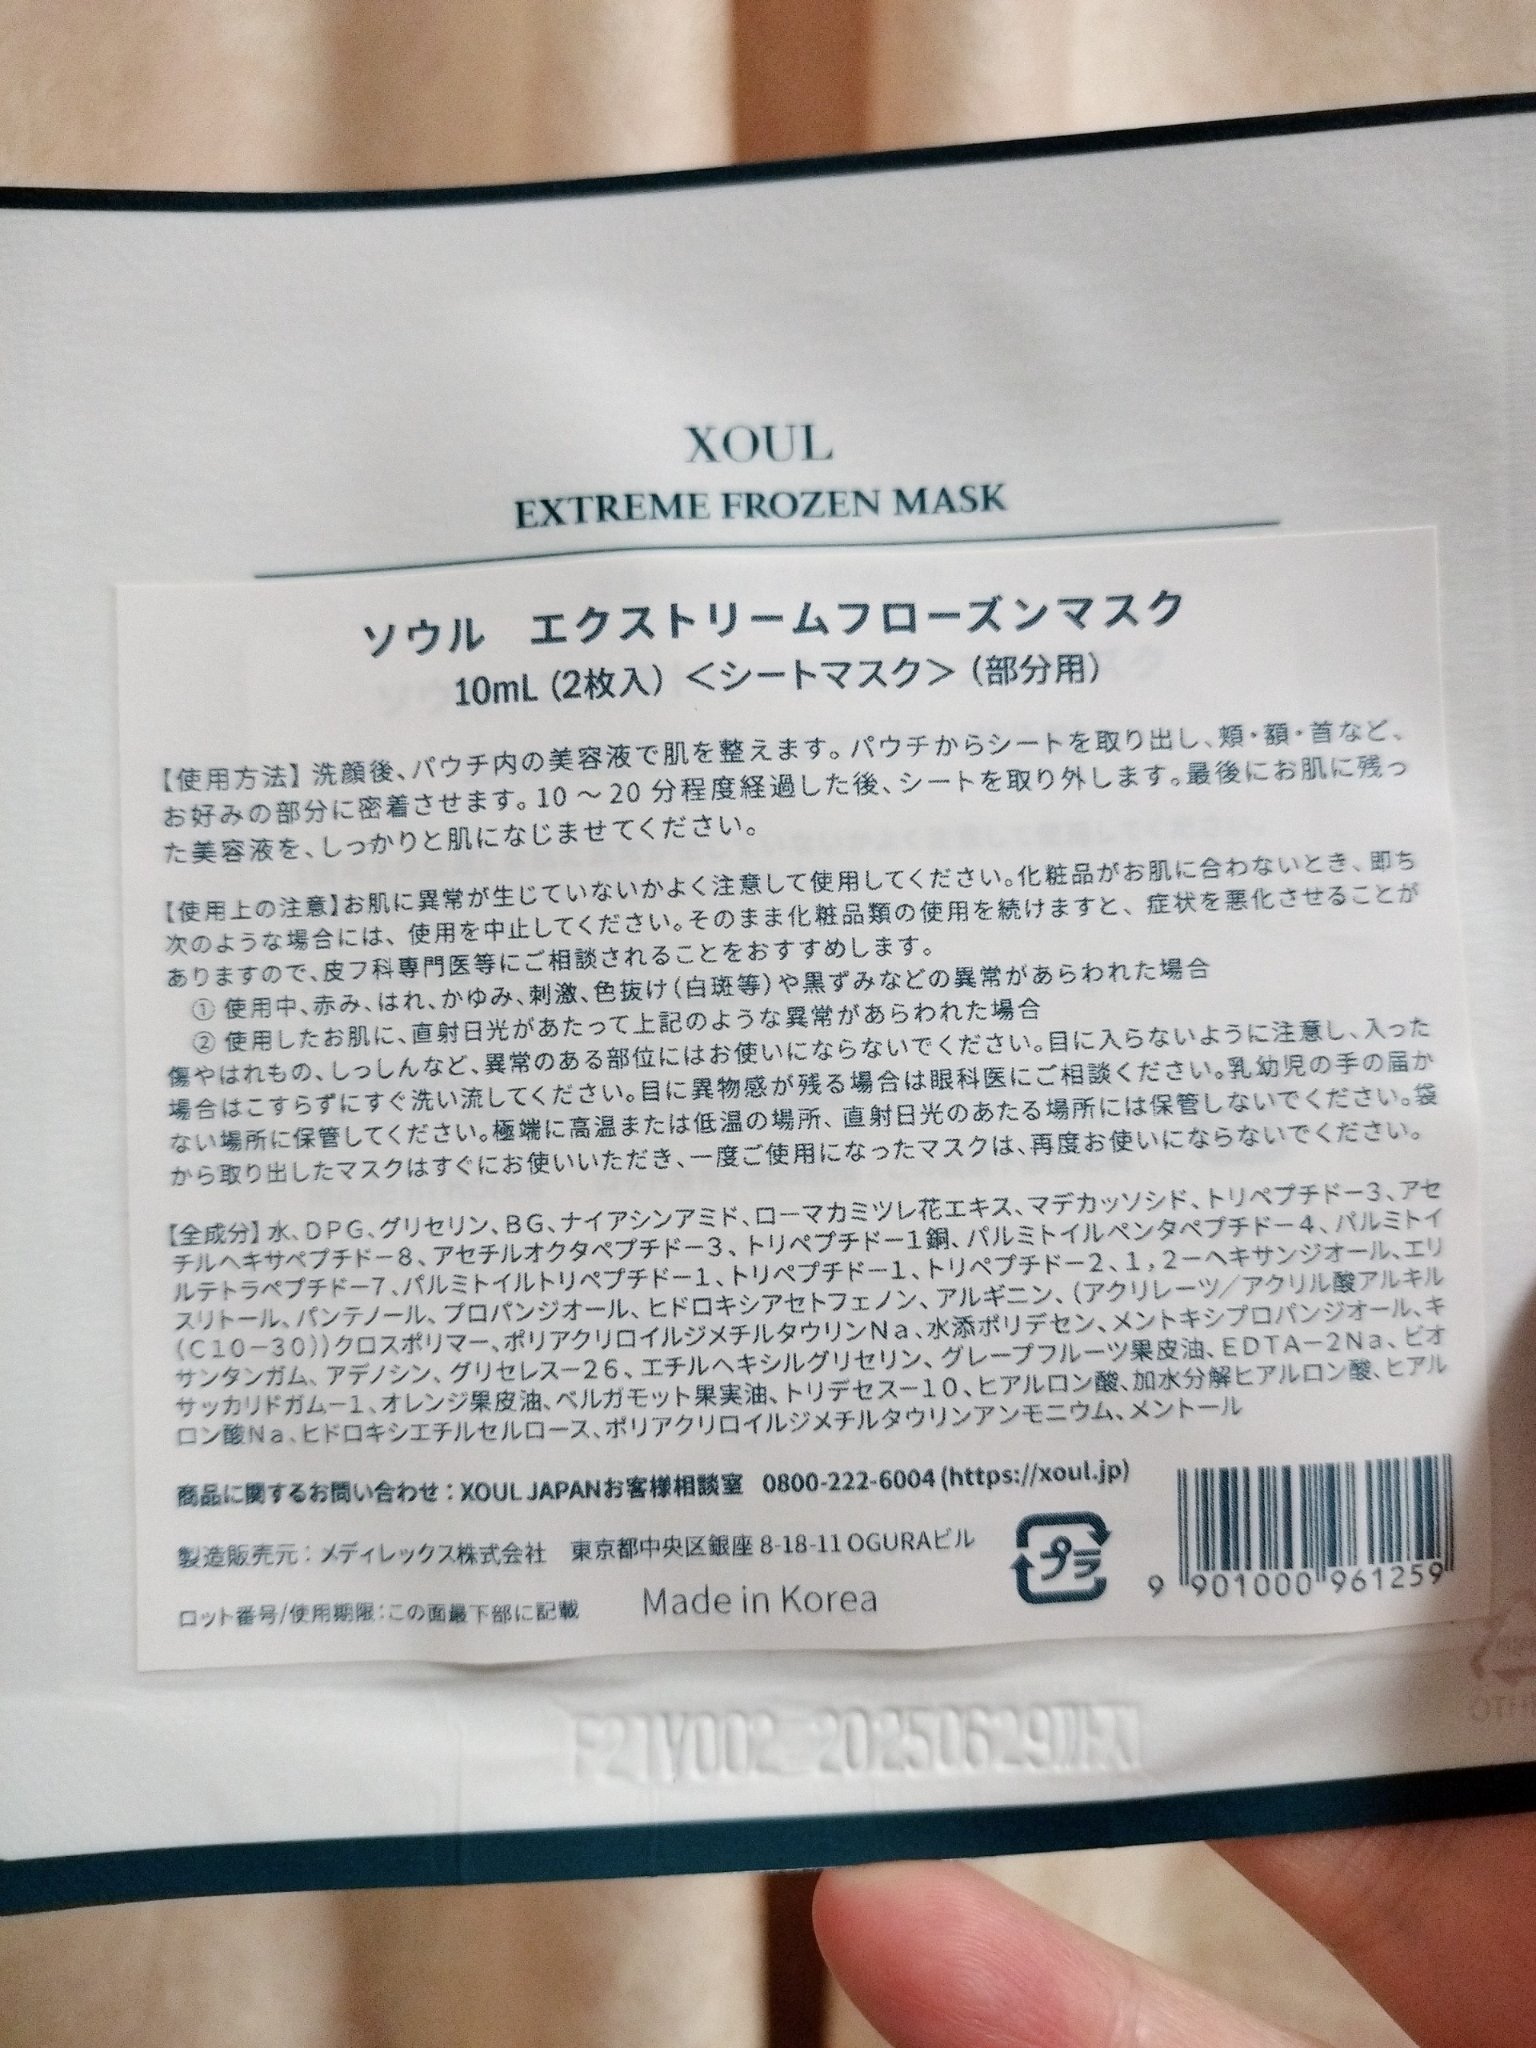 XOUL
EXTREME FROZEN MASK
ソウル　エクストリームフローズンマスク
10mL（2枚入）＜シートマスク＞（部分用）
【使用方法】洗顔後、パウチ内の美容液で肌を整えます。パウチからシートを取り出し、頬・額・首など、
お好みの部分に密着させます。10 ～ 20 分程度経過した後、シートを取り外します。最後にお肌に残っ
た美容液を、しっかりと肌になじませてください。
【使用上の注意】お肌に異常が生じていないかよく注意して使用してください。化粧品がお肌に合わないとき、即ち
次のような場合には、使用を中止してください。そのまま化粧品類の使用を続けますと、症状を悪化させることが
ありますので、皮フ科専門医等にご相談されることをおすすめします。
① 使用中、赤み、はれ、かゆみ、刺激、色抜け（白斑等）や黒ずみなどの異常があらわれた場合
② 使用したお肌に、直射日光があたって上記のような異常があらわれた場合
傷やはれもの、しっしんなど、異常のある部位にはお使いにならないでください。目に入らないように注意し、入った
場合はこすらずにすぐ洗い流してください。目に異物感が残る場合は眼科医にご相談ください。乳幼児の手の届か
ない場所に保管してください。極端に高温または低温の場所、直射日光のあたる場所には保管しないでください。袋
から取り出したマスクはすぐにお使いいただき、一度ご使用になったマスクは、再度お使いにならないでください。
【全成分】水、ＤＰＧ、グリセリン、ＢＧ、ナイアシンアミド、ローマカミツレ花エキス、マデカッソシド、トリペプチドー３、アセ
チルヘキサペプチドー８、アセチルオクタペプチドー３、トリペプチドー１銅、パルミトイルペンタペプチドー４、パルミトイ
ルテトラペプチドー７、パルミトイルトリペプチドー１、トリペプチドー１、トリペプチドー２、１，２ーヘキサンジオール、エリ
スリトール、パンテノール、プロパンジオール、ヒドロキシアセトフェノン、アルギニン、（アクリレーツ／アクリル酸アルキル
（Ｃ１０－３０））クロスポリマー、ポリアクリロイルジメチルタウリンＮａ、水添ポリデセン、メントキシプロパンジオール、キ
サンタンガム、アデノシン、グリセレスー２６、エチルヘキシルグリセリン、グレープフルーツ果皮油、ＥＤＴＡー２Ｎａ、ビオ
サッカリドガムー１、オレンジ果皮油、ベルガモット果実油、トリデセスー１０、ヒアルロン酸、加水分解ヒアルロン酸、ヒアル
ロン酸Ｎａ、ヒドロキシエチルセルロース、ポリアクリロイルジメチルタウリンアンモニウム、メントール
商品に関するお問い合わせ：XOUL JAPANお客様相談室　0800-222-6004（https://xoul.jp）
製造販売元：メディレックス株式会社　東京都中央区銀座 8-18-11 OGURAビル
プラ
ロット番号/使用期限：この面最下部に記載
Made in Korea
9 901000 961259
F21V002 20250629